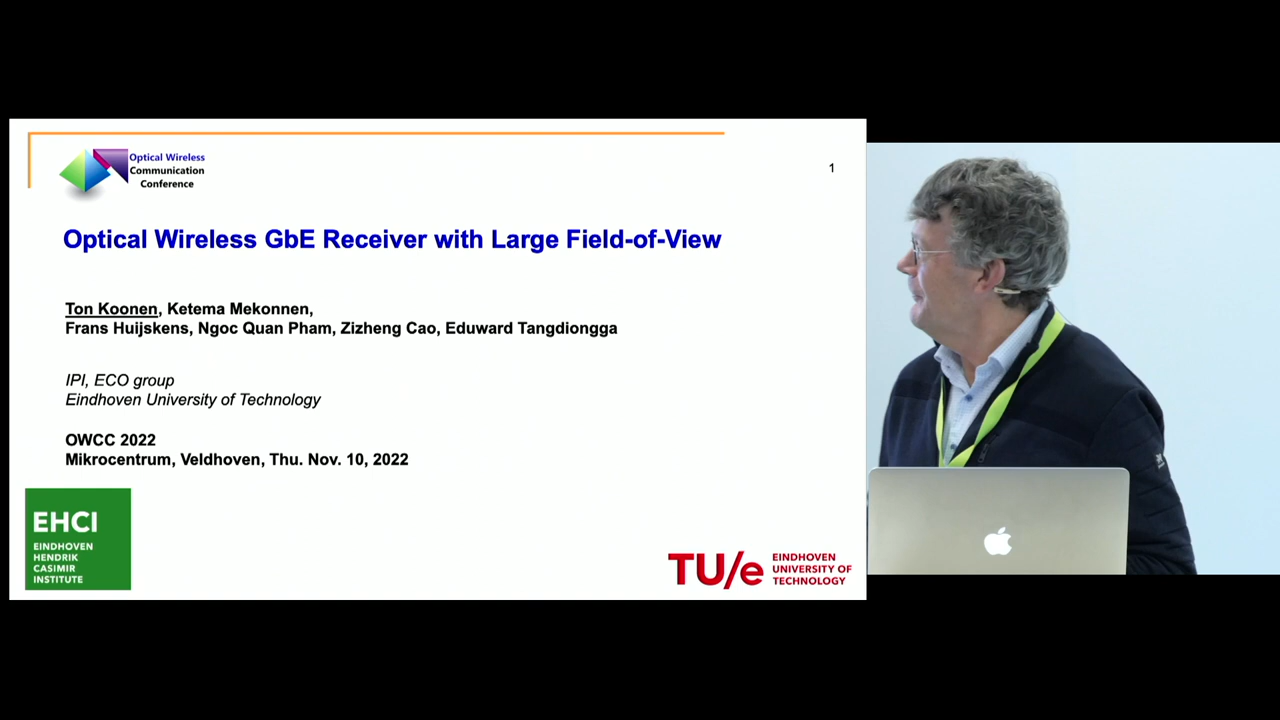 Optical Wireless
Communication
Conference
1
Optical Wireless GbE Receiver with Large Field-of-View
Ton Koonen, Ketema Mekonnen,
Frans Huijskens, Ngoc Quan Pham, Zizheng Cao, Eduward Tangdiongga
IPI, ECO group
Eindhoven University of Technology
OWCC 2022
Mikrocentrum, Veldhoven, Thu. Nov. 10, 2022
EHCI
EINDHOVEN
HENDRIK
CASIMIR
INSTITUTE
TU/e
EINDHOVEN
UNIVERSITY OF
TECHNOLOGY